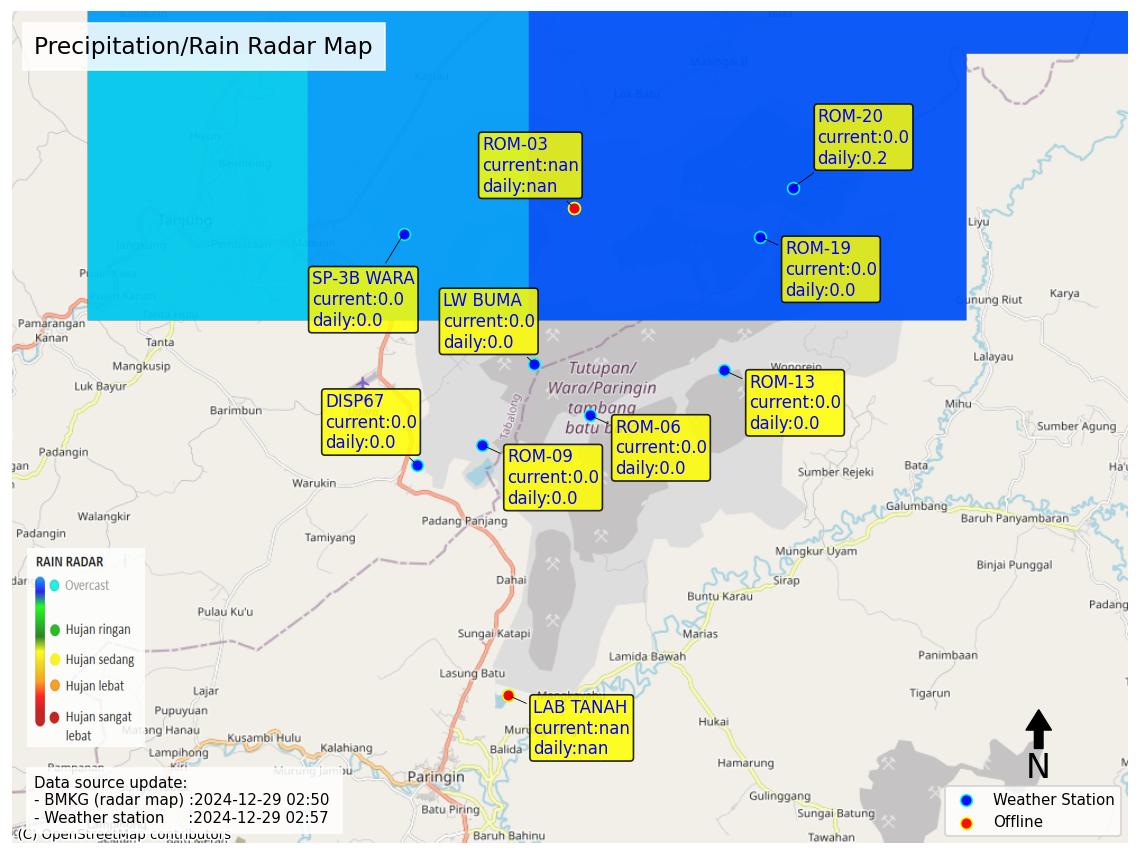 Precipitation/Rain Radar Map
Kapau
Makingkai
Lok Batu
ROM-20
current:0.0
daily:0.2
ROM-03
current:nan
daily:nan
Tanjung
Liyu
ROM-19
current:0.0
daily:0.0
SP-3B WARA
current:0.0
daily:0.0
LW BUMA
current:0.0
daily:0.0
Gunung Riut
Karya
Pamarangan
Kanan
Tanta
Mangkusip
Luk Bayur
Lalayau
Wonorejo
Tutupan/
Wara/Paringin
tambang
batu b
Tabalong
ROM-13
current:0.0
daily:0.0
Mihu
Barimbun
DISP67
current:0.0
daily:0.0
ROM-06
current:0.0
daily:0.0
Sumber Agung
Padangin
ROM-09
current:0.0
daily:0.0
Bata
Sumber Rejeki
Warukin
Galumbang
Baruh Panyambaran
Walangkir
Padangin
Padang Panjang
Tamiyang
Mungkur Uyam
Binjai Punggal
Sirap
Dahai
Buntu Karau
Padang
Pulau Ku'u
Sungai Katapi
Marias
Lamida Bawah
Panimbaan
Lasung Batu
Tigarun
Lajar
Pupuyuan
LAB TANAH
current:nan
daily:nan
Hukai
Matang Hanau
Kusambi Hulu
Kalahiang
Lampihong
Balida
Hamarung
Murung Jambu
Paringin
Gulinggang
Batu Piring
Sungai Batung
Baruh Bahinu
Tawahan
RAIN RADAR
Overcast
Hujan ringan
Hujan sedang
Hujan lebat
Hujan sangat
lebat
Data source update:
- BMKG (radar map) :2024-12-29 02:50
- Weather station :2024-12-29 02:57
(C) OpenStreetMap contributors
N
Weather Station
Offline